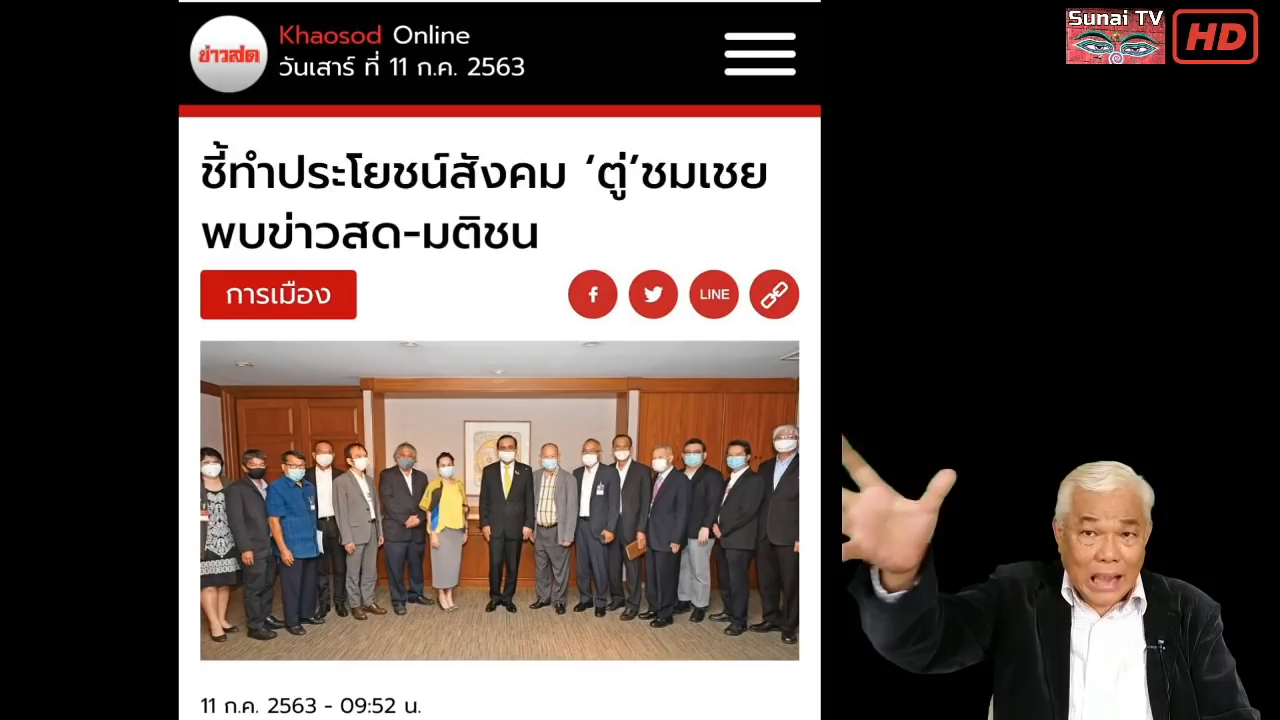 Sunai TV
HD
ข่าวสด
Khaosod Online
วันเสาร์ ที่ 11 ก.ค. 2563
ชี้ทำประโยชน์สังคม ‘ตู่’ชมเชย
พบข่าวสด-มติชน
การเมือง
LINE
11 ก.ค. 2563 - 09:52 น.